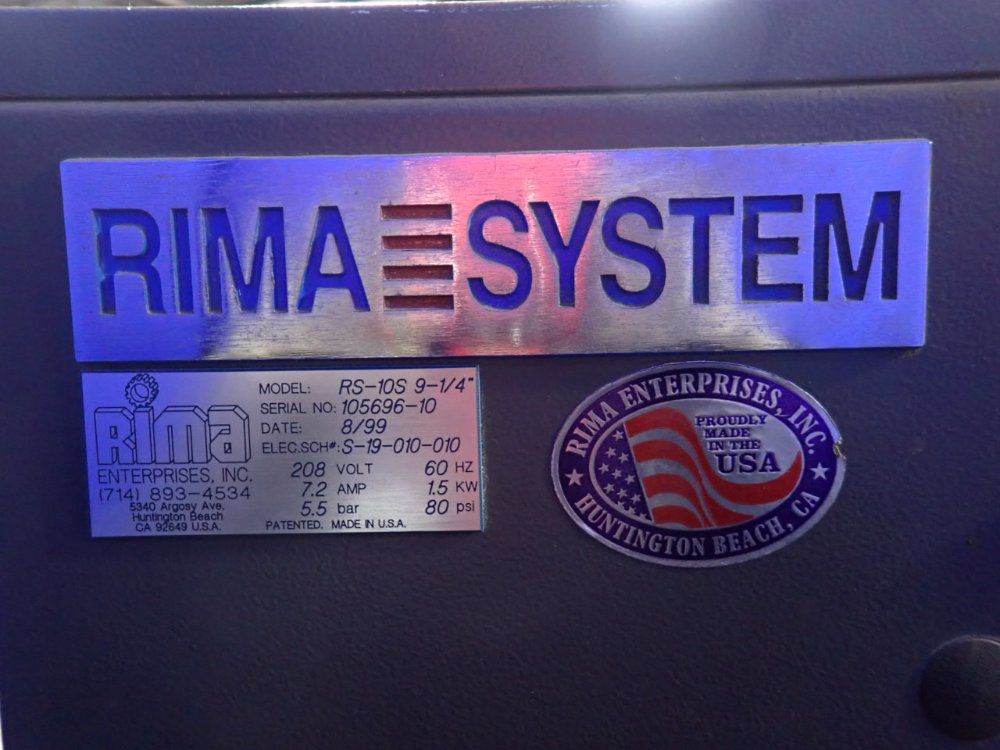 RIMA SYSTEM
RimA
ENTERPRISES, INC.
(714) 893-4534
5340 Argosy Ave.
Huntington Beach
CA 92649 U.S.A.
MODEL: RS-10S 9-1/4"
SERIAL NO: 105696-10
DATE: 8/99
ELEC.SCH#: S-19-010-010
208 VOLT 60 HZ
7.2 AMP 1.5 KW
5.5 bar 80 psi
PATENTED. MADE IN U.S.A.
RIMA ENTERPRISES, INC.
PROUDLY
MADE
IN THE
USA
HUNTINGTON BEACH, CA